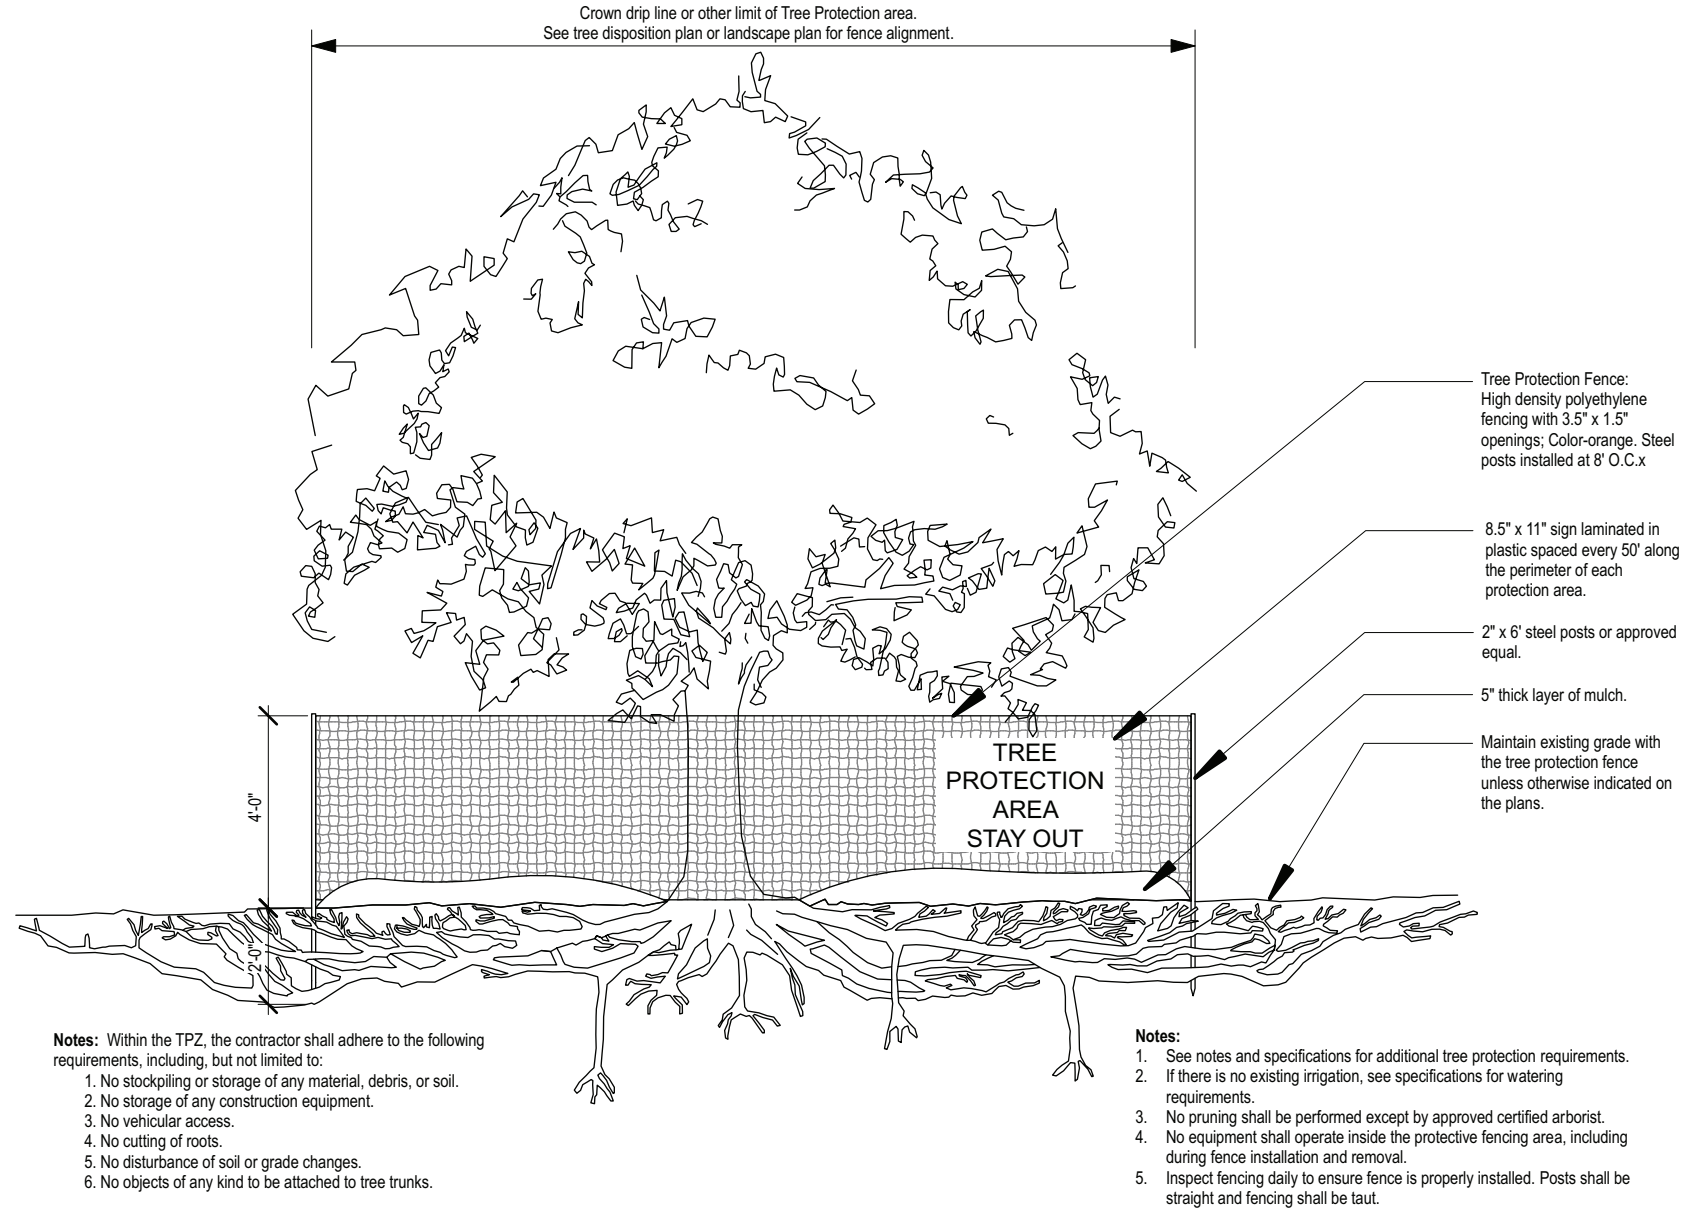 Crown drip line or other limit of Tree Protection area.
See tree disposition plan or landscape plan for fence alignment.
Tree Protection Fence:
High density polyethylene
fencing with 3.5" x 1.5"
openings; Color-orange. Steel
posts installed at 8' O.C.x
8.5" x 11" sign laminated in
plastic spaced every 50' along
the perimeter of each
protection area.
2" x 6' steel posts or approved
equal.
5" thick layer of mulch.
Maintain existing grade with
the tree protection fence
unless otherwise indicated on
the plans.
TREE
PROTECTION
AREA
STAY OUT
4'-0"
2'-0"
Notes: Within the TPZ, the contractor shall adhere to the following
requirements, including, but not limited to:
1. No stockpiling or storage of any material, debris, or soil.
2. No storage of any construction equipment.
3. No vehicular access.
4. No cutting of roots.
5. No disturbance of soil or grade changes.
6. No objects of any kind to be attached to tree trunks.
Notes:
1. See notes and specifications for additional tree protection requirements.
2. If there is no existing irrigation, see specifications for watering
requirements.
3. No pruning shall be performed except by approved certified arborist.
4. No equipment shall operate inside the protective fencing area, including
during fence installation and removal.
5. Inspect fencing daily to ensure fence is properly installed. Posts shall be
straight and fencing shall be taut.